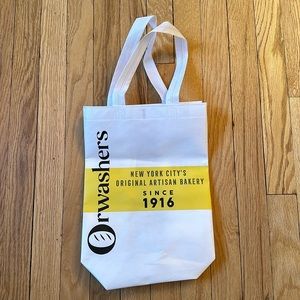 Orwashers
NEW YORK CITY'S
ORIGINAL ARTISAN BAKERY
SINCE
1916